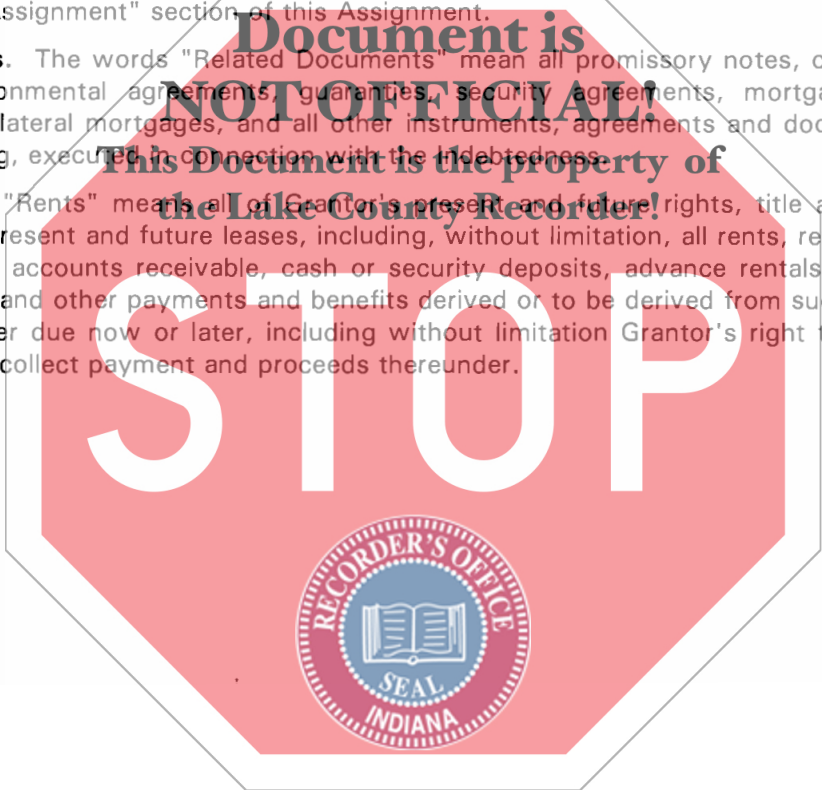 ssignment" section of this Assignment.
Document is
s. The words "Related Documents" mean all promissory notes, c
onmental agreements, guaranties, security agreements, mortga
NOT OFFICIAL!
lateral mortgages, and all other instruments, agreements and doc
g, executed in connection with the Indebtedness.
This Document is the property of
"Rents" means all of Grantor's present and future rights, title a
the Lake County Recorder!
resent and future leases, including, without limitation, all rents, re
accounts receivable, cash or security deposits, advance rentals
and other payments and benefits derived or to be derived from su
er due now or later, including without limitation Grantor's right t
collect payment and proceeds thereunder.
STOP
RECORDER'S OFFICE
SEAL
INDIANA